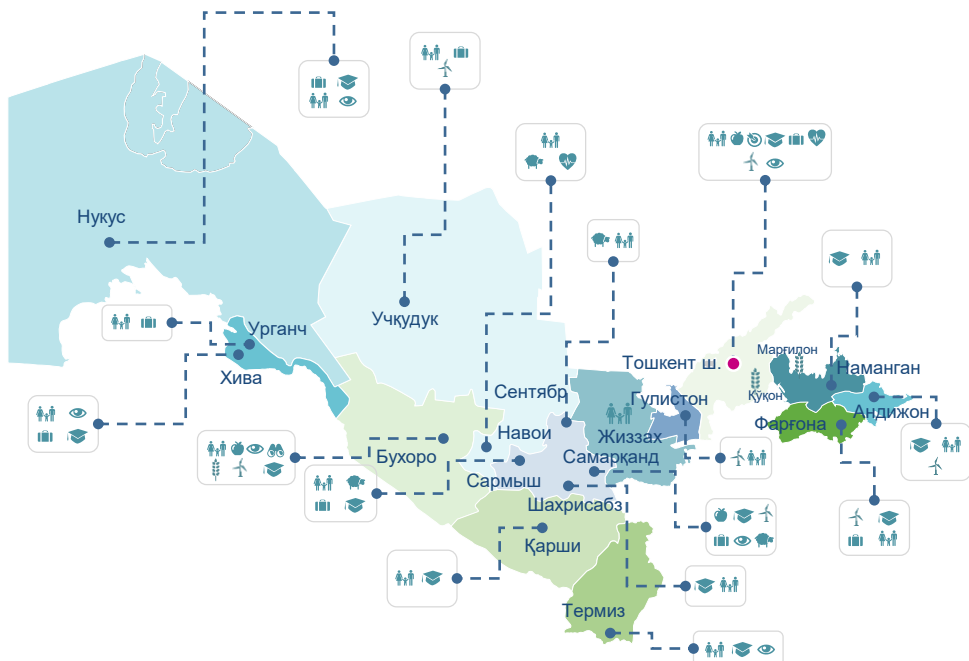 Нукус
Учқудук
Урганч
Хива
Тошкент ш.
Марғилон
Наманган
Қўқон
Андижон
Фарғона
Гулистон
Сентябр
Навои
Жиззах
Самарқанд
Бухоро
Сармыш
Шахрисабз
Қарши
Термиз